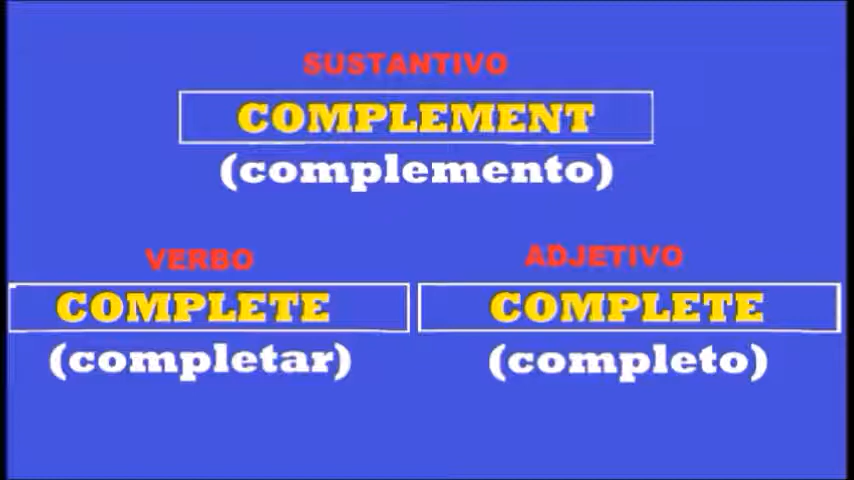 SUSTANTIVO
COMPLEMENT
(complemento)
VERBO
ADJETIVO
COMPLETE
COMPLETE
(completar)
(completo)